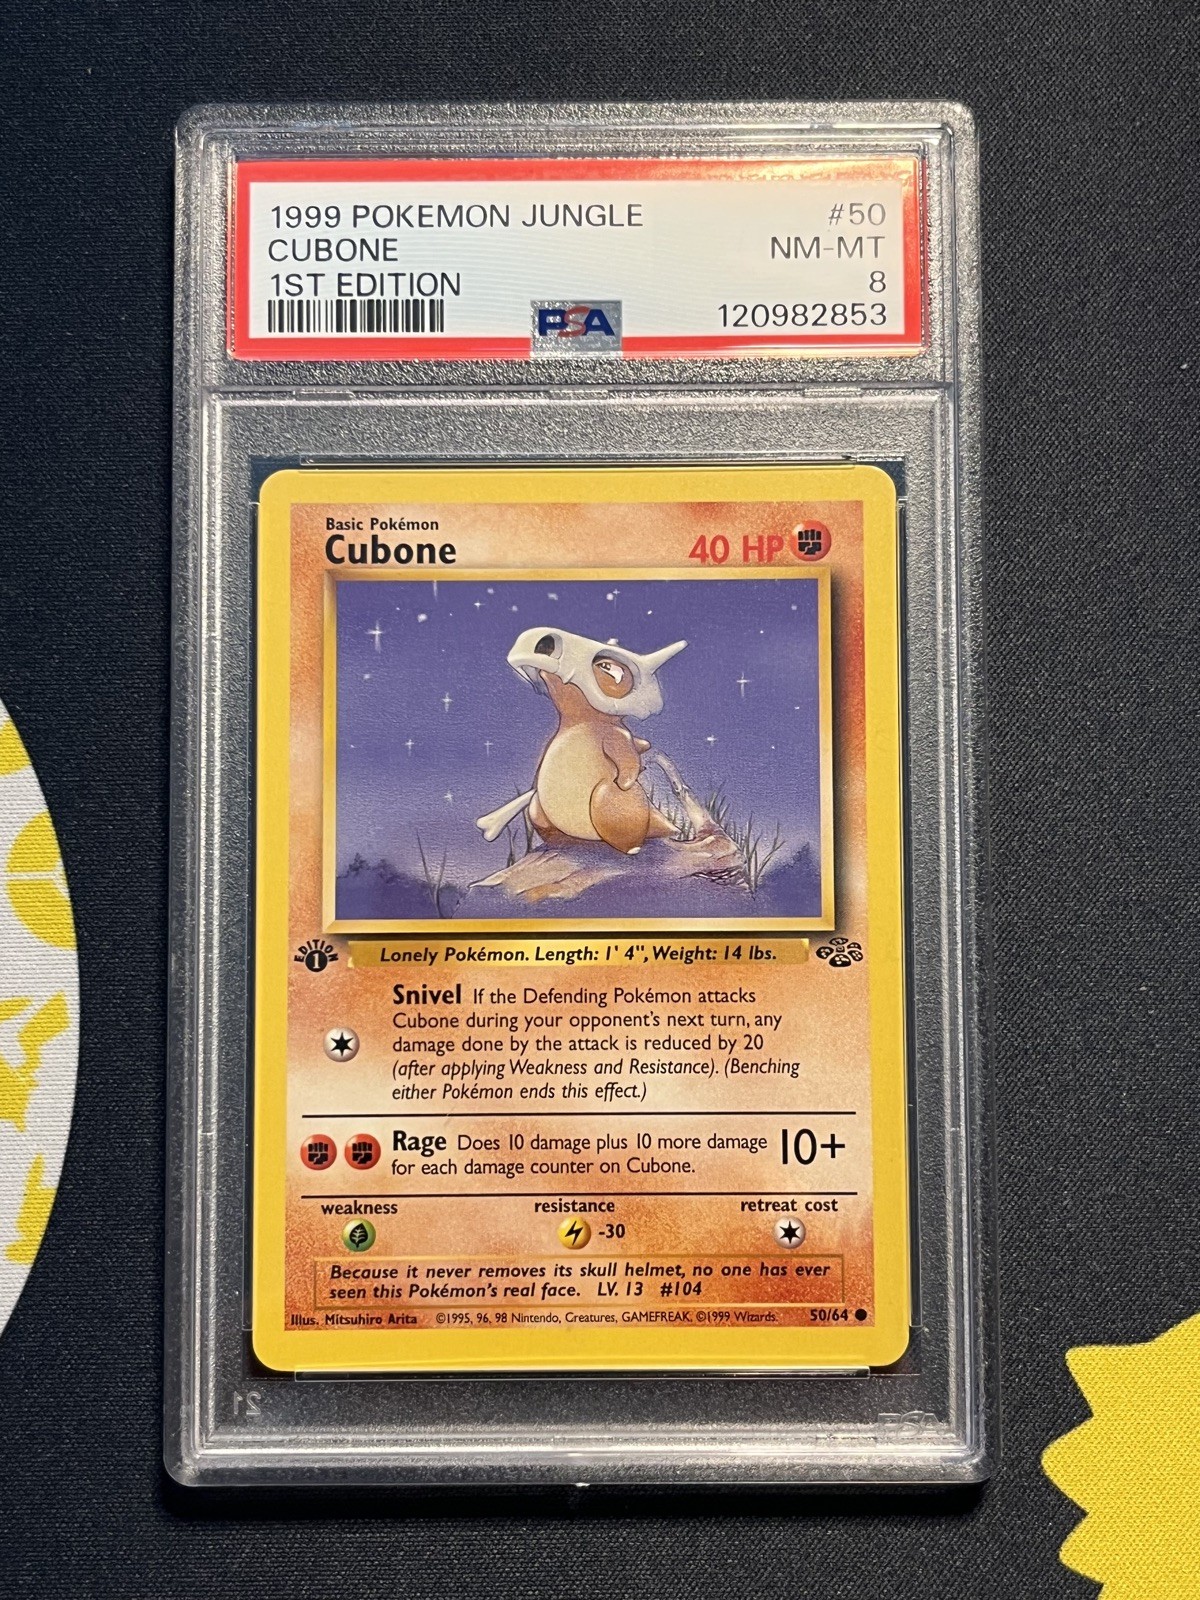 1999 POKEMON JUNGLE #50
CUBONE NM-MT
1ST EDITION 8
PSA 120982853
Basic Pokémon
Cubone 40 HP
EDITION 1
Lonely Pokémon. Length: 1' 4", Weight: 14 lbs.
Snivel If the Defending Pokémon attacks
Cubone during your opponent's next turn, any
damage done by the attack is reduced by 20
(after applying Weakness and Resistance). (Benching
either Pokémon ends this effect.)
Rage Does 10 damage plus 10 more damage 10+
for each damage counter on Cubone.
weakness resistance retreat cost
-30
Because it never removes its skull helmet, no one has ever
seen this Pokémon's real face. LV. 13 #104
Illus. Mitsuhiro Arita ©1995, 96, 98 Nintendo, Creatures, GAMEFREAK. ©1999 Wizards. 50/64
21 PSA